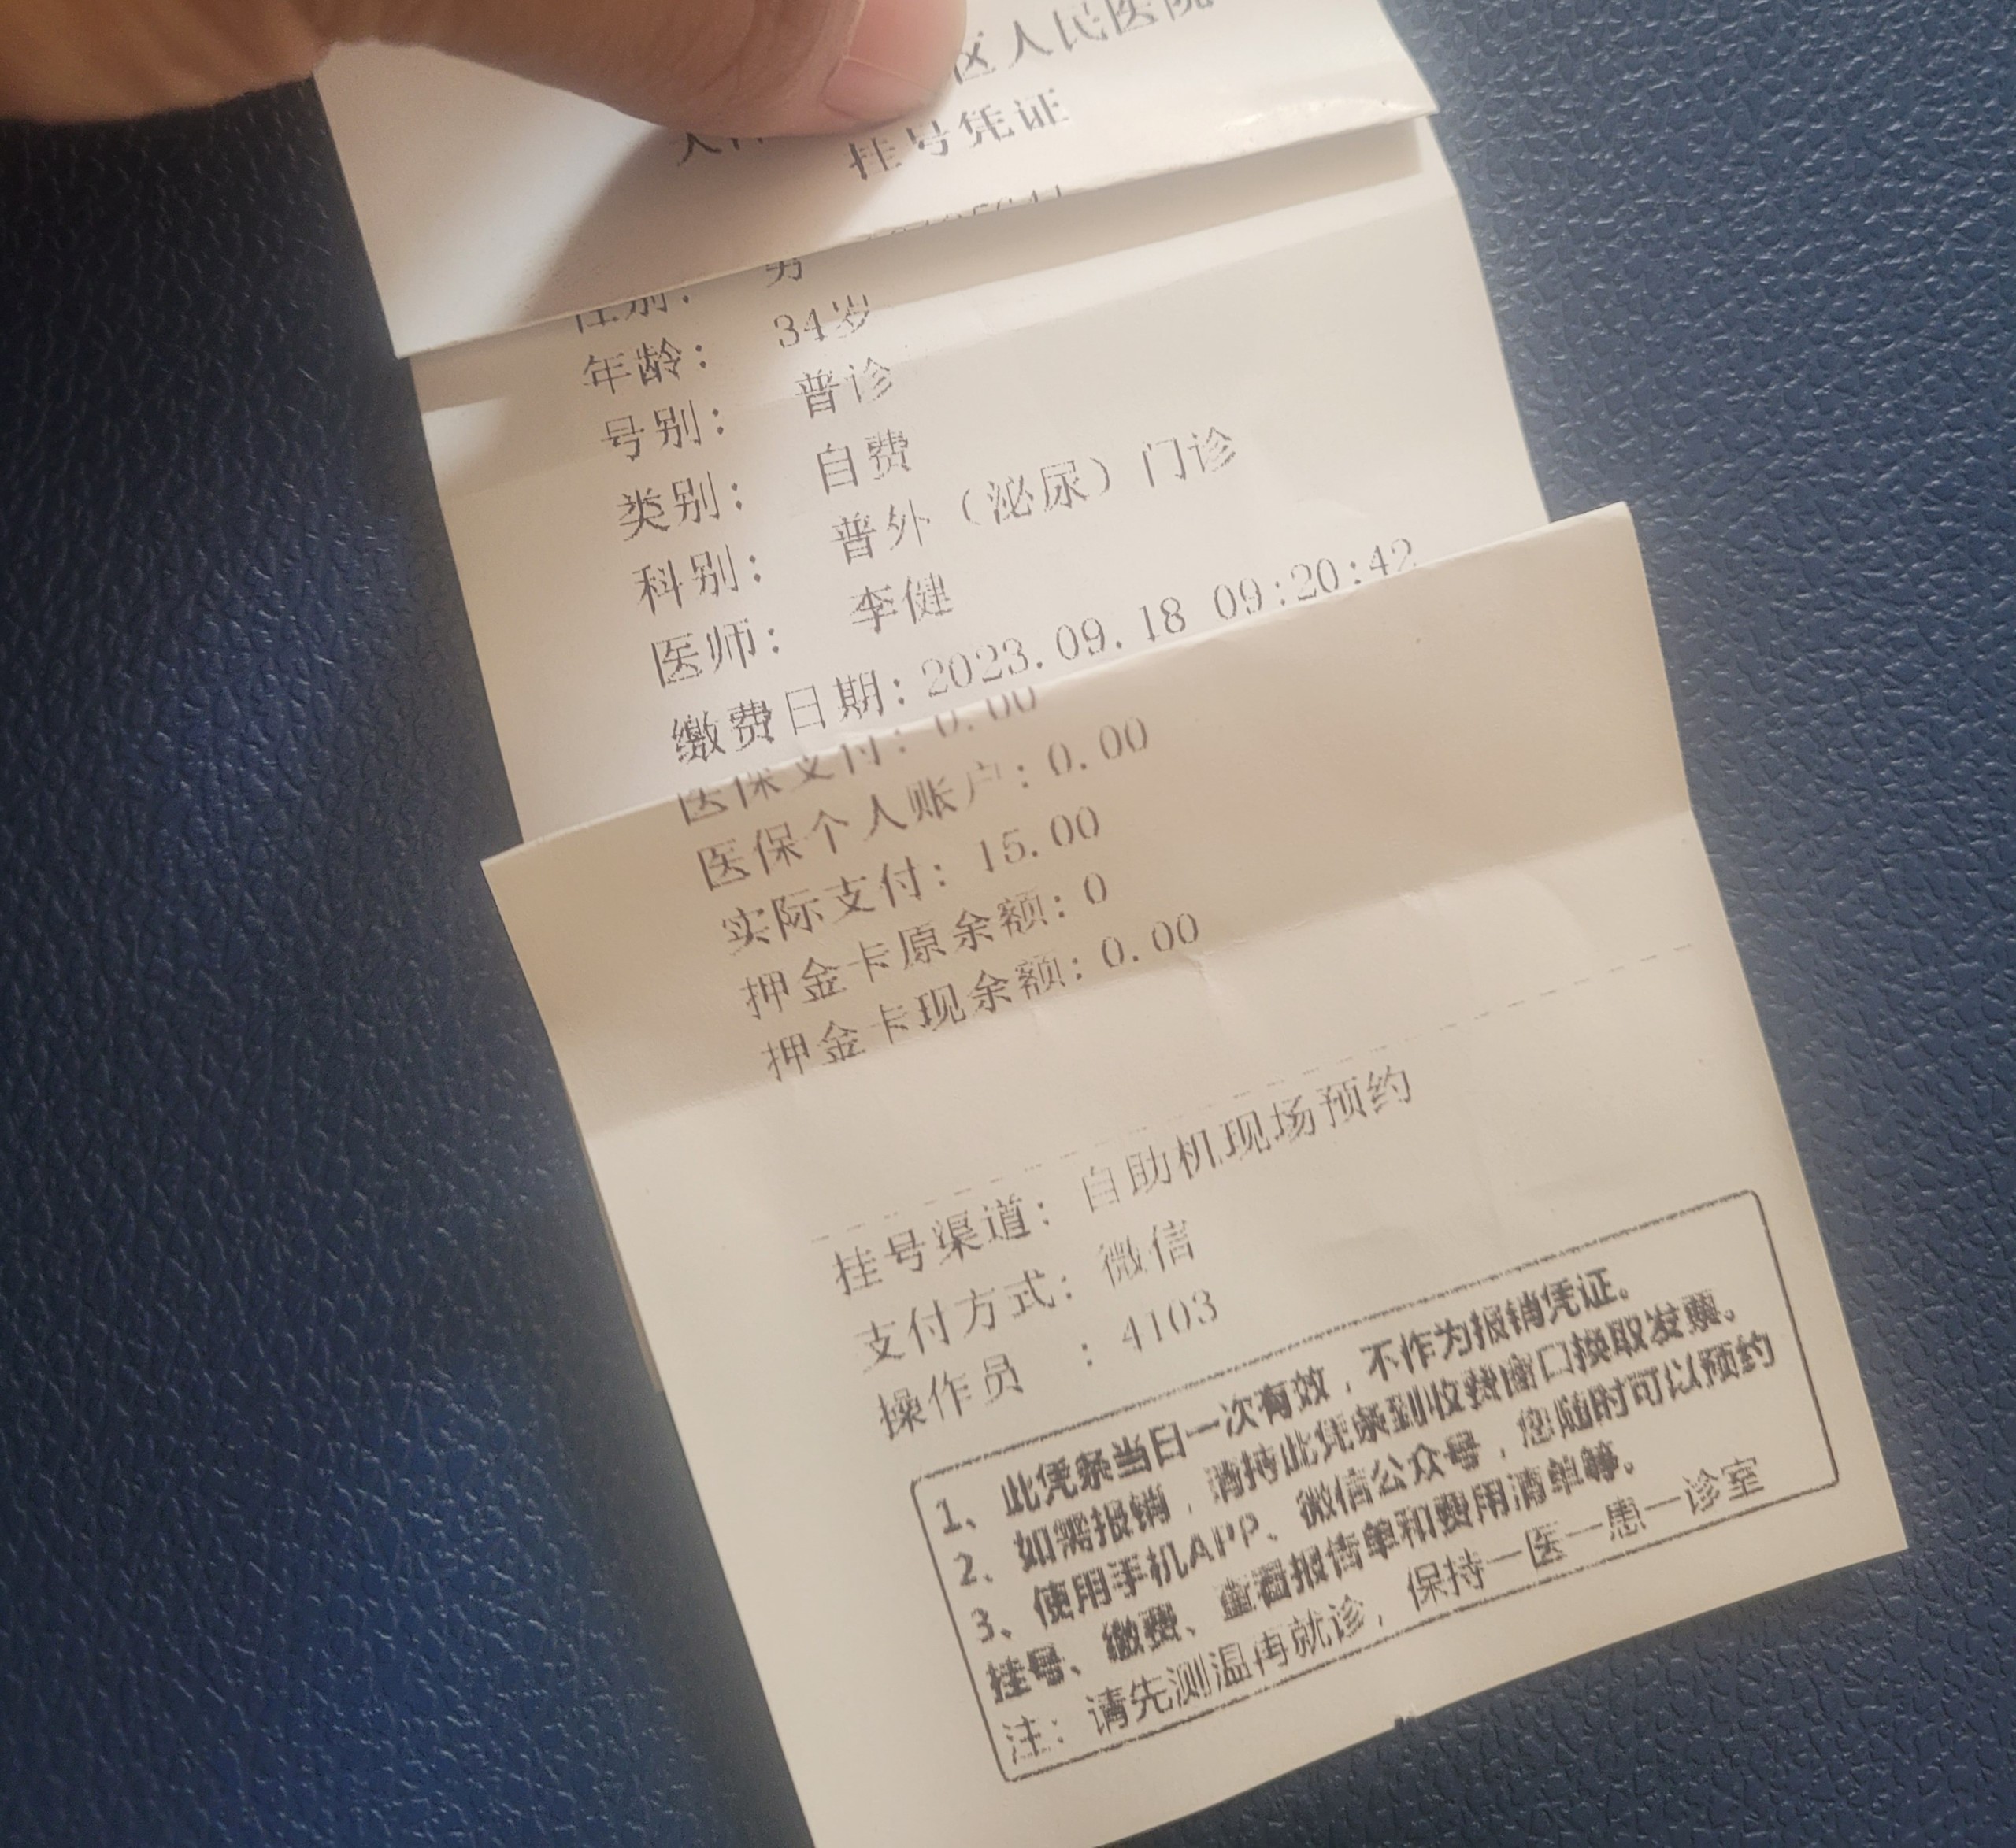 区人民医院
挂号凭证
性别： 男
年龄： 34岁
号别： 普诊
类别： 自费
科别： 普外（泌尿）门诊
医师： 李健
缴费日期：2023.09.18 09:20:42
医保支付：0.00
医保个人账户：0.00
实际支付：15.00
押金卡原余额：0
押金卡现余额：0.00
挂号渠道：自助机现场预约
支付方式：微信
操作员 ：4103
1、 此凭条当日一次有效，不作为报销凭证。
2、 如需报销，请持此凭条到收费窗口换取发票。
3、 使用手机APP、微信公众号，您随时可以预约
挂号、缴费、查看报告单和费用清单等。
注：请先测温再就诊，保持一医一患一诊室